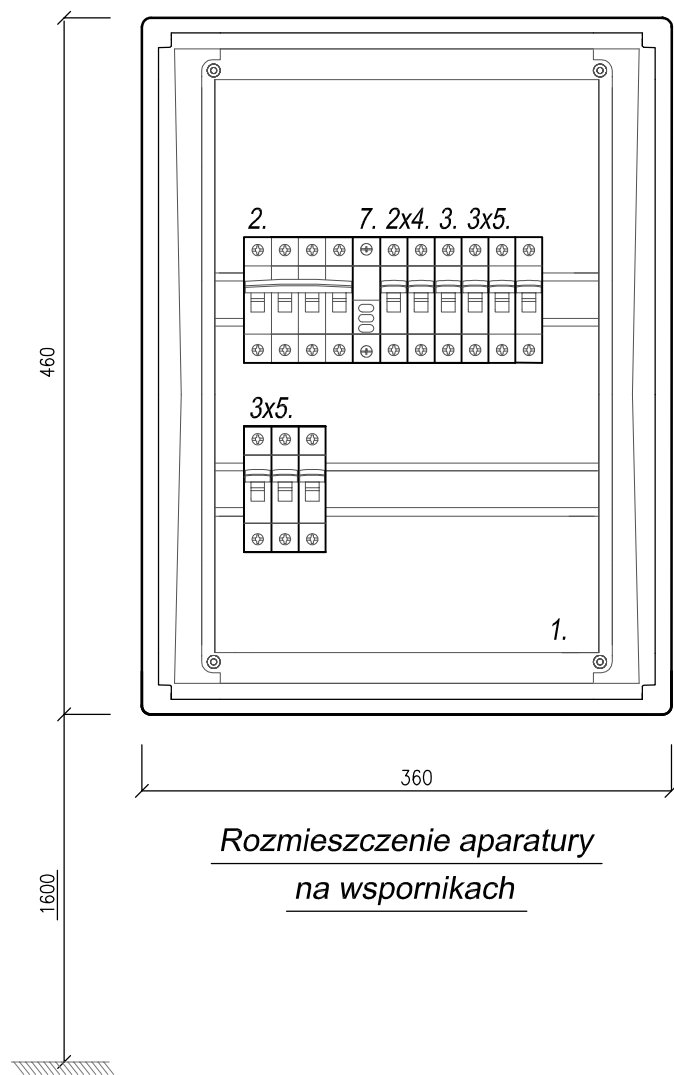 2. 7. 2x4. 3. 3x5.
460
3x5.
1.
360
Rozmieszczenie aparatury
na wspornikach
1600